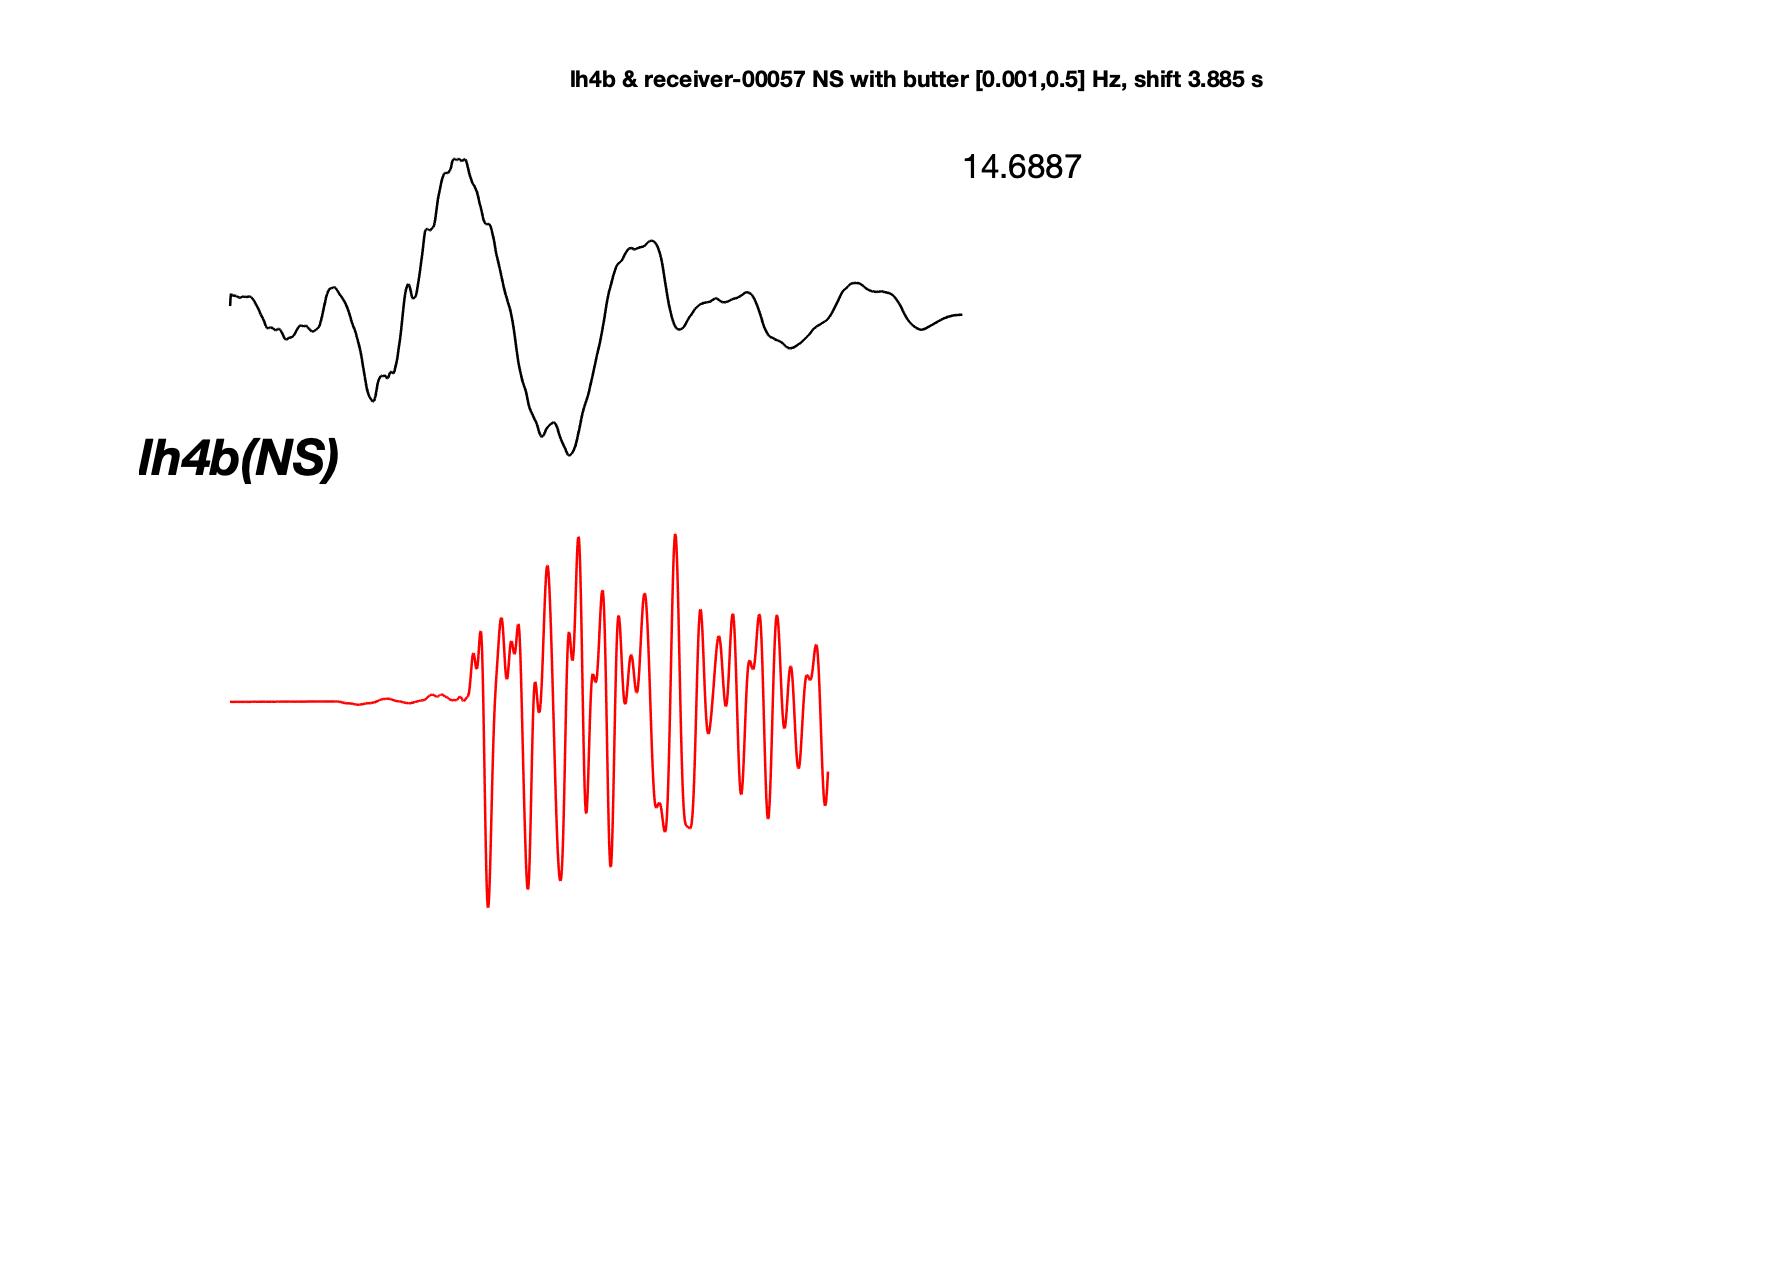 lh4b & receiver-00057 NS with butter [0.001,0.5] Hz, shift 3.885 s
14.6887
lh4b(NS)